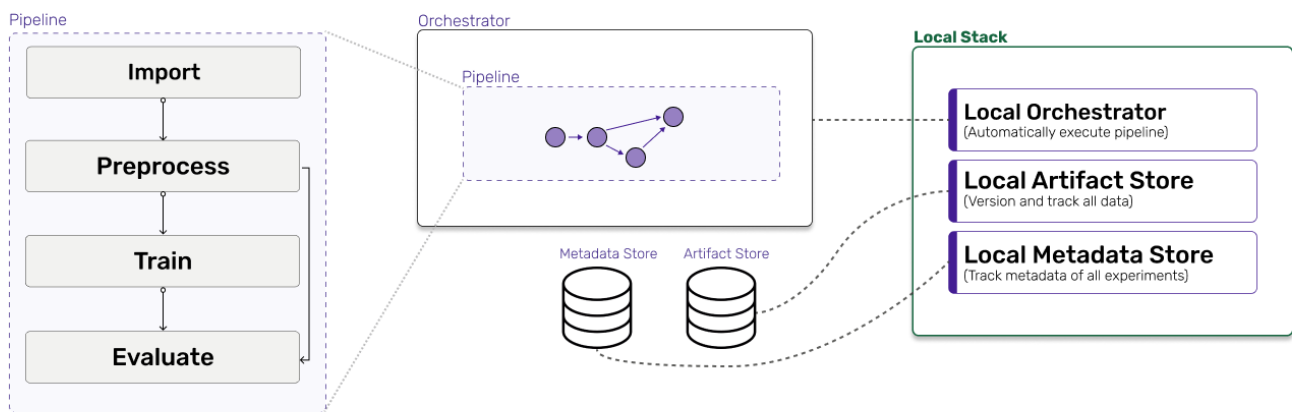 Pipeline
Import
Preprocess
Train
Evaluate
Orchestrator
Pipeline
Metadata Store
Artifact Store
Local Stack
Local Orchestrator
(Automatically execute pipeline)
Local Artifact Store
(Version and track all data)
Local Metadata Store
(Track metadata of all experiments)